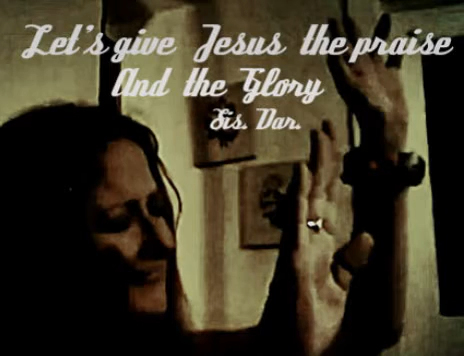 Let's give Jesus the praise
And the Glory
Sis. Dar.